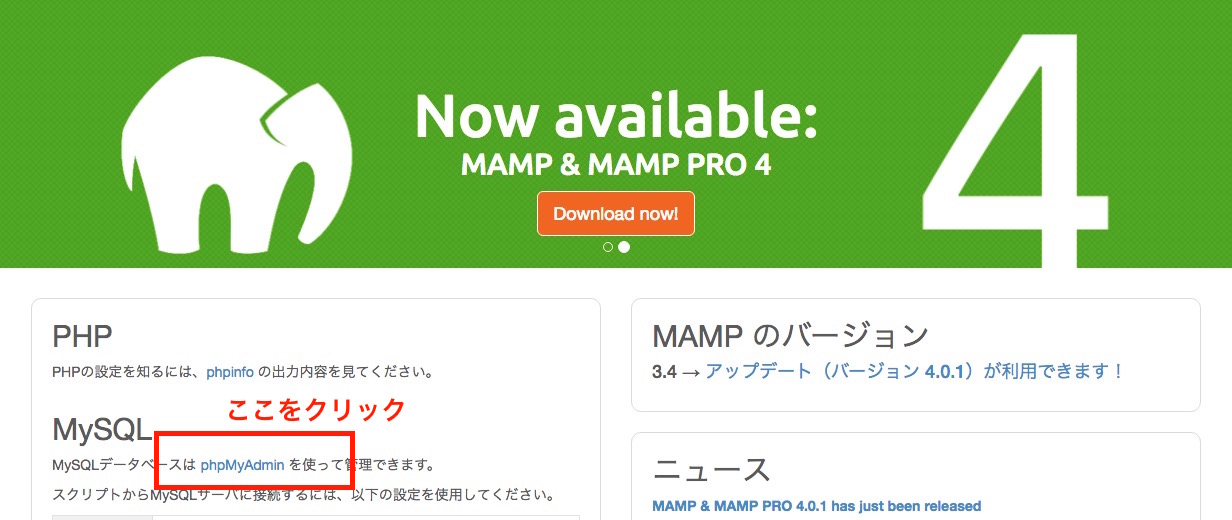 Now available:
MAMP & MAMP PRO 4
Download now!
4
PHP
PHPの設定を知るには、phpinfo の出力内容を見てください。
ここをクリック
MySQL
MySQLデータベースは phpMyAdmin を使って管理できます。
スクリプトからMySQLサーバに接続するには、以下の設定を使用してください。
MAMP のバージョン
3.4 → アップデート（バージョン 4.0.1）が利用できます！
ニュース
MAMP & MAMP PRO 4.0.1 has just been released